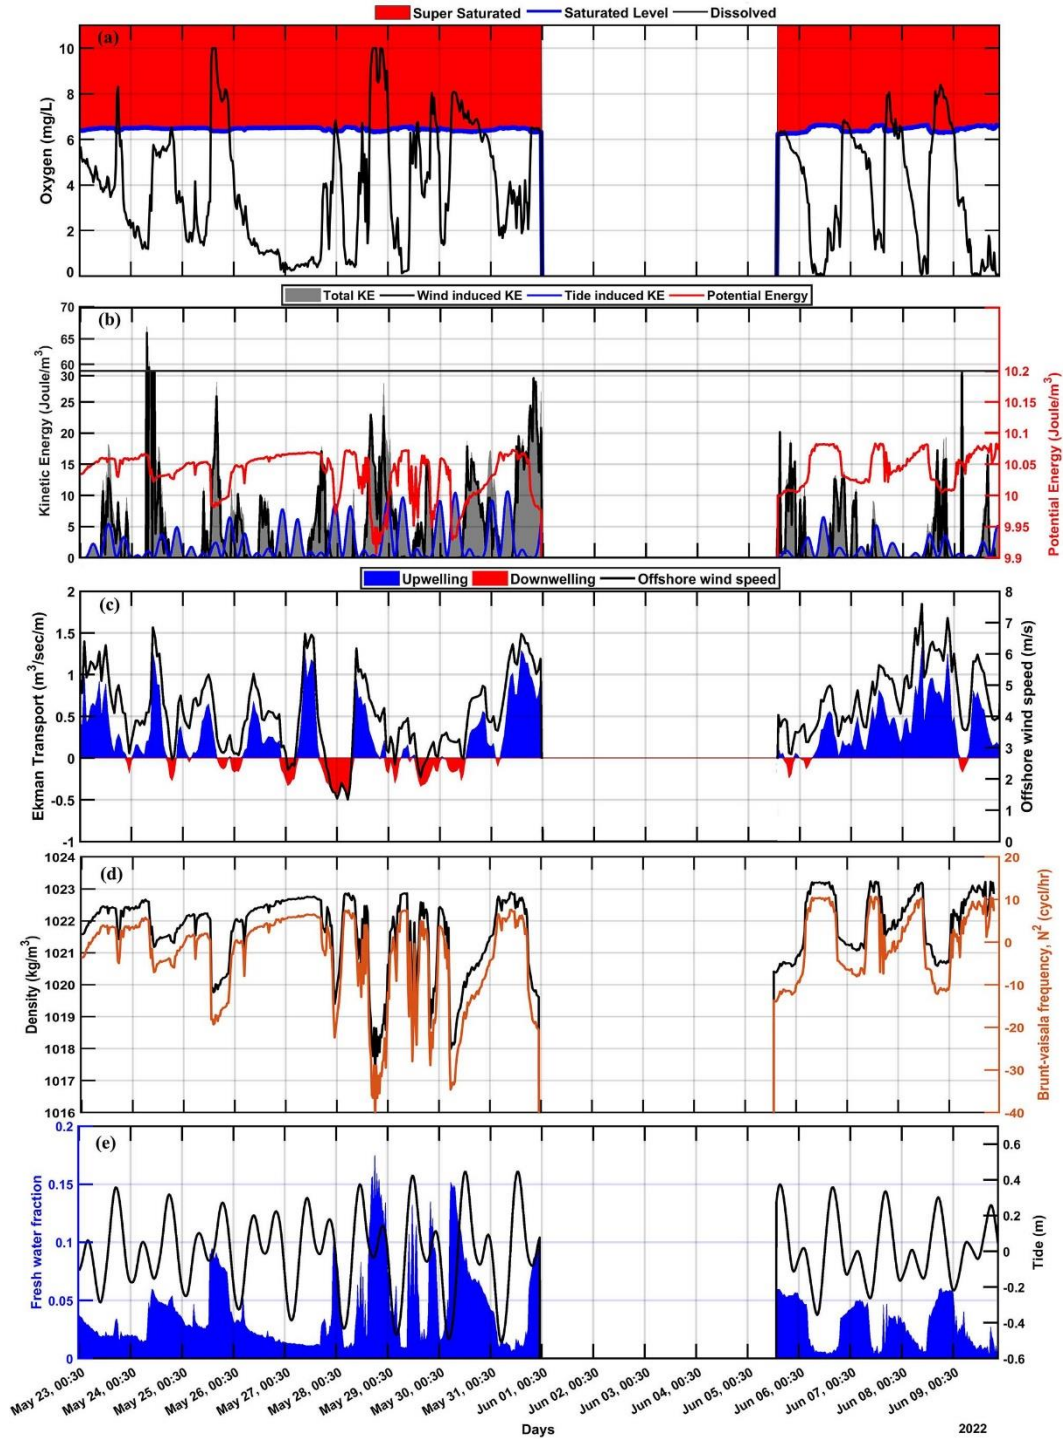 Super Saturated Saturated Level Dissolved
(a)
Oxygen (mg/L)
10
8
6
4
2
0
Total KE Wind induced KE Tide induced KE Potential Energy
(b)
Kinetic Energy (Joule/m³)
70
65
60
30
25
20
15
10
5
0
10.2
10.15
10.1
10.05
10
9.95
9.9
Potential Energy (Joule/m³)
Upwelling Downwelling Offshore wind speed
(c)
Ekman Transport (m³/sec/m)
2
1.5
1
0.5
0
-0.5
-1
8
7
6
5
4
3
2
1
0
Offshore wind speed (m/s)
(d)
Density (kg/m³)
1024
1023
1022
1021
1020
1019
1018
1017
1016
20
10
0
-10
-20
-30
-40
Brunt-vaisala frequency, N² (cycl/hr)
(e)
Fresh water fraction
0.2
0.15
0.1
0.05
0
0.6
0.4
0.2
0
-0.2
-0.4
-0.6
Tide (m)
May 23, 00:30
May 24, 00:30
May 25, 00:30
May 26, 00:30
May 27, 00:30
May 28, 00:30
May 29, 00:30
May 30, 00:30
May 31, 00:30
Jun 01, 00:30
Jun 02, 00:30
Jun 03, 00:30
Jun 04, 00:30
Jun 05, 00:30
Jun 06, 00:30
Jun 07, 00:30
Jun 08, 00:30
Jun 09, 00:30
Days
2022